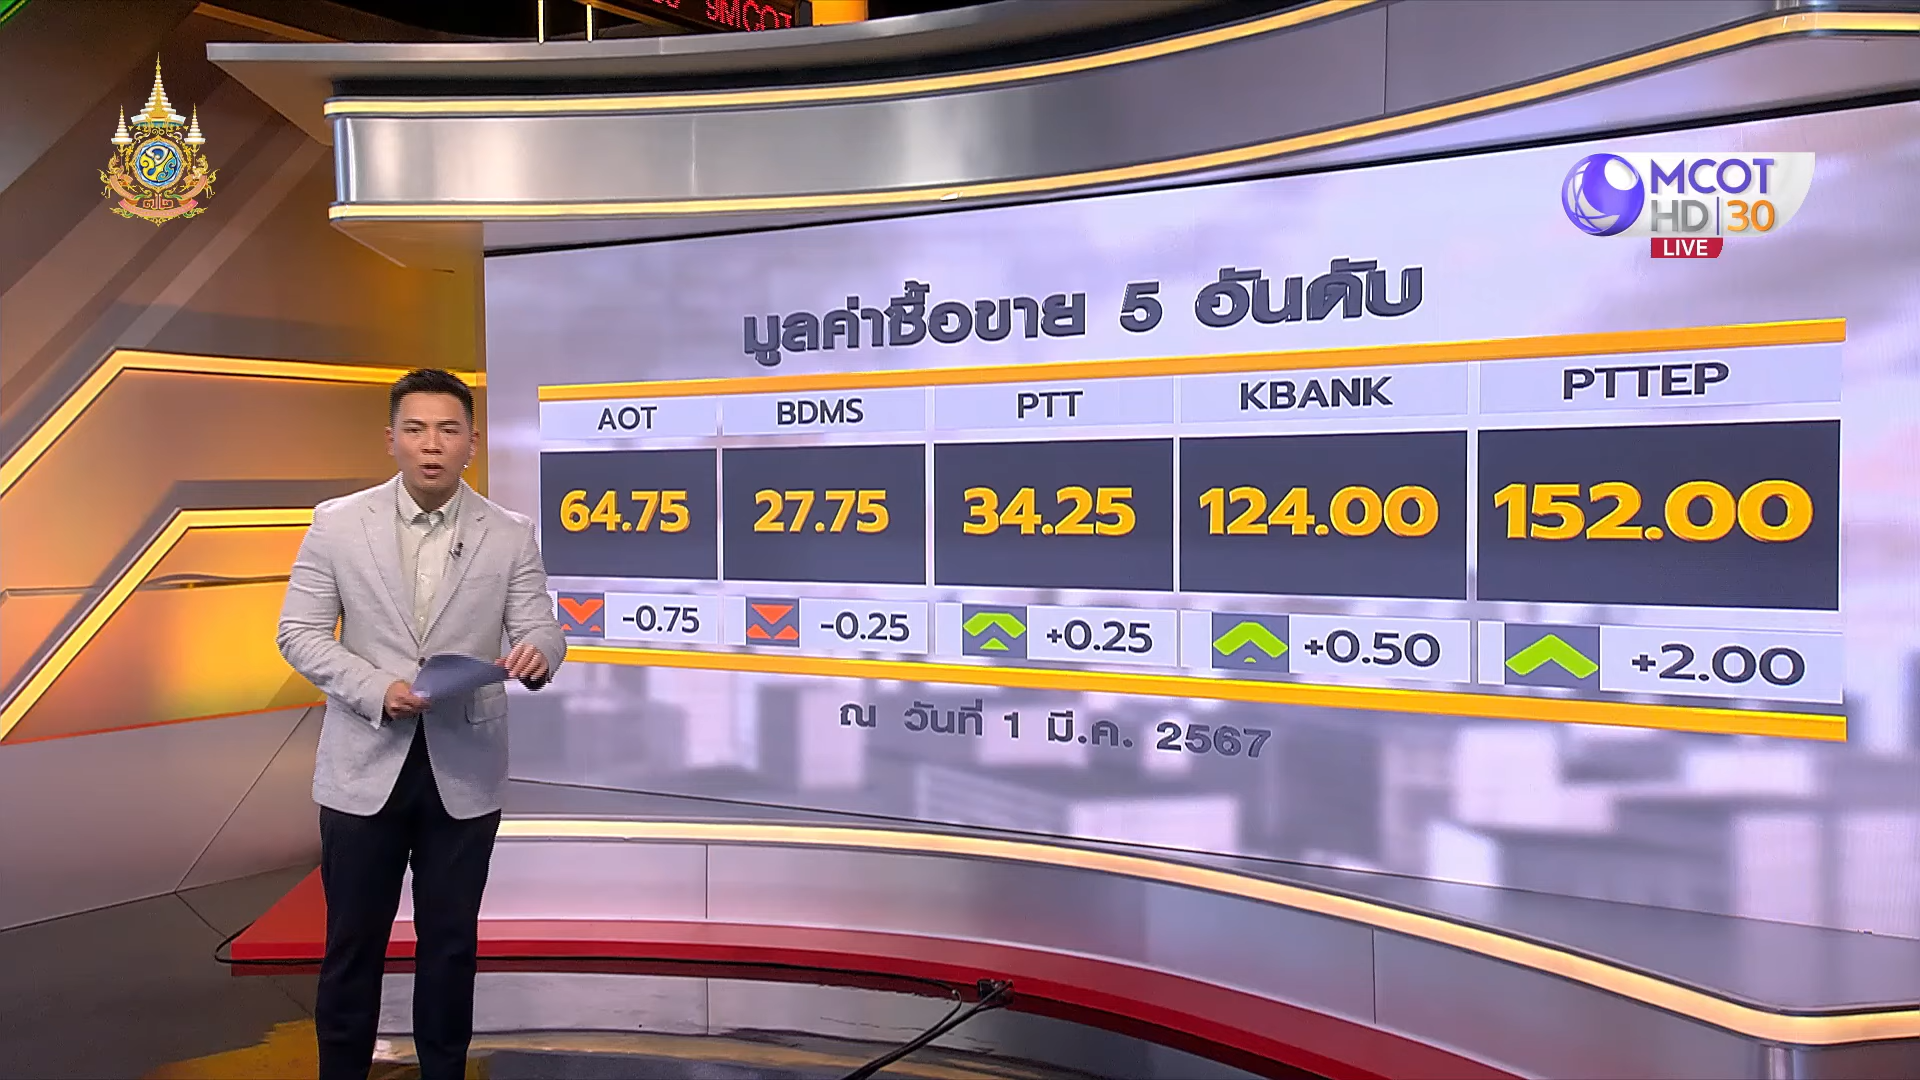 9MCOT
MCOT
HD 30
LIVE
มูลค่าซื้อขาย 5 อันดับ
AOT BDMS PTT KBANK PTTEP
64.75 27.75 34.25 124.00 152.00
-0.75 -0.25 +0.25 +0.50 +2.00
ณ วันที่ 1 มี.ค. 2567